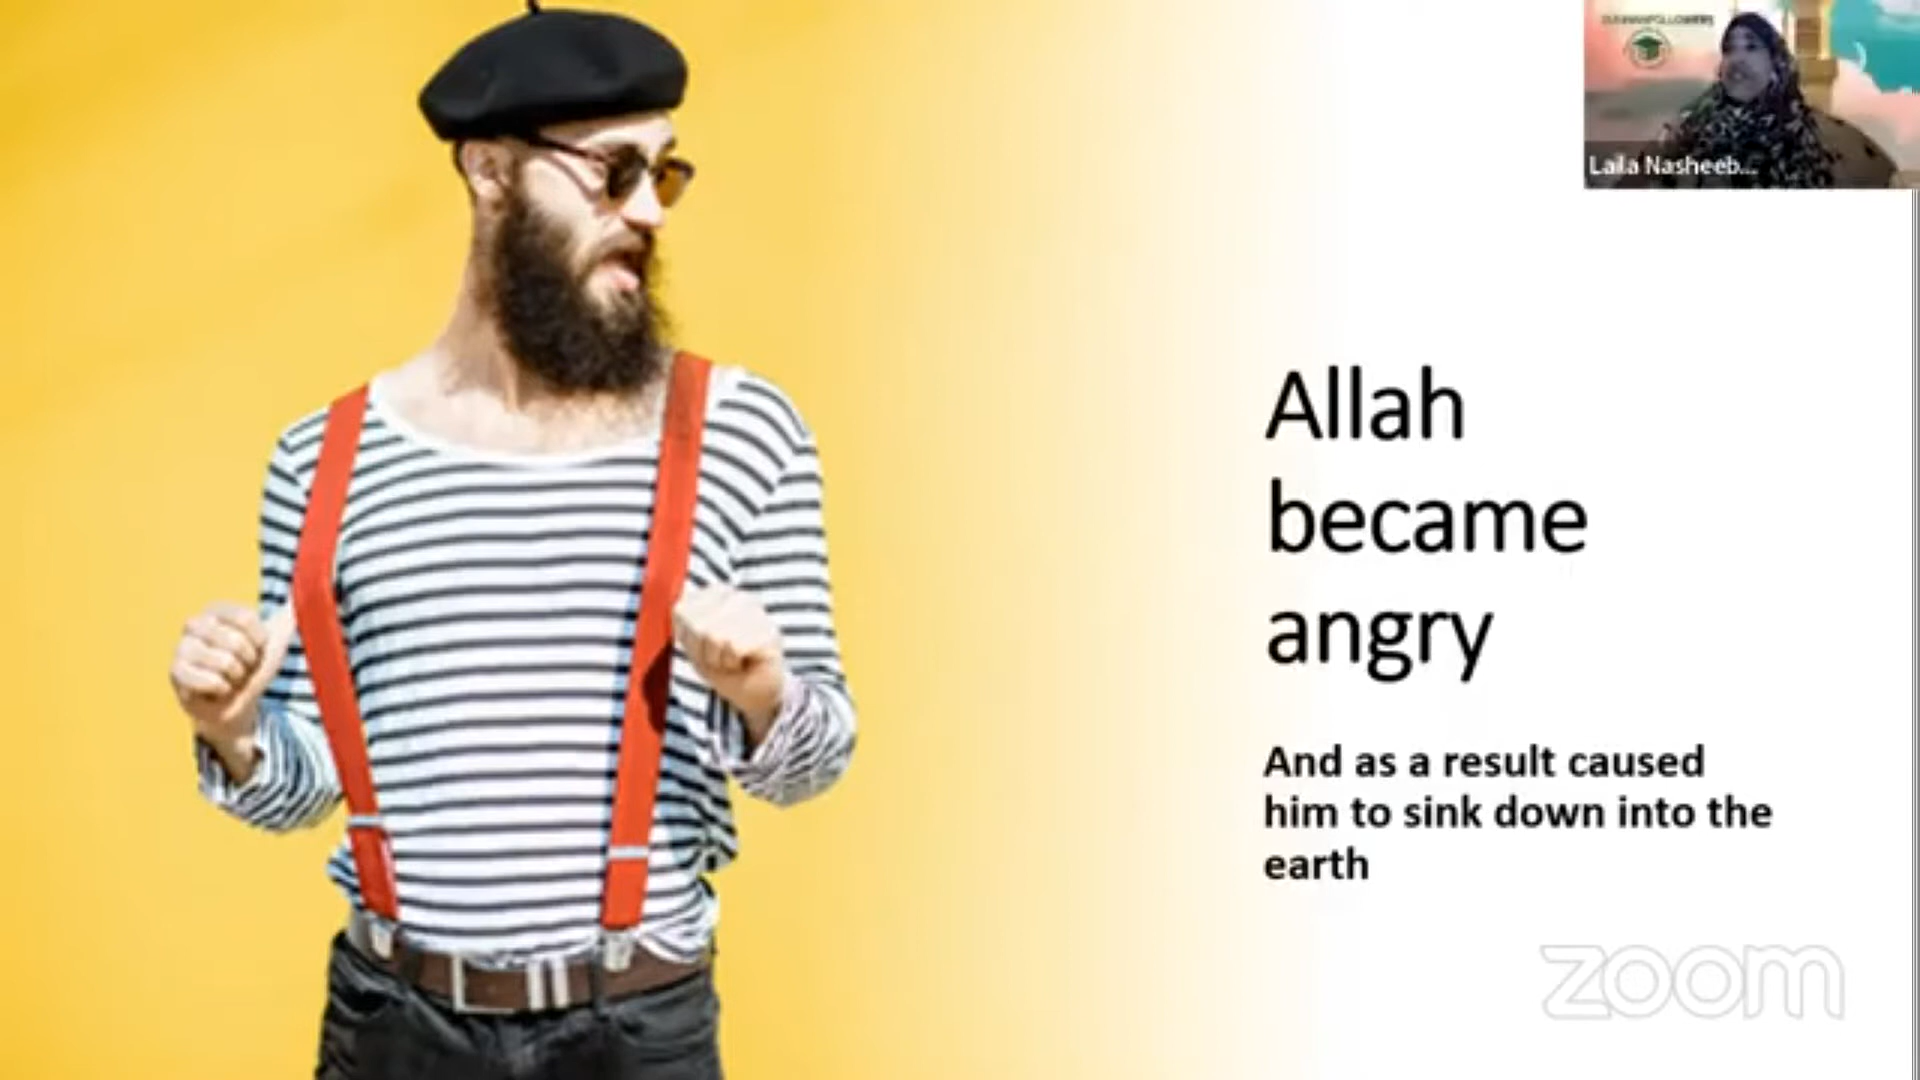 Laila Nasheeb...
Allah
became
angry
And as a result caused
him to sink down into the
earth
zoom